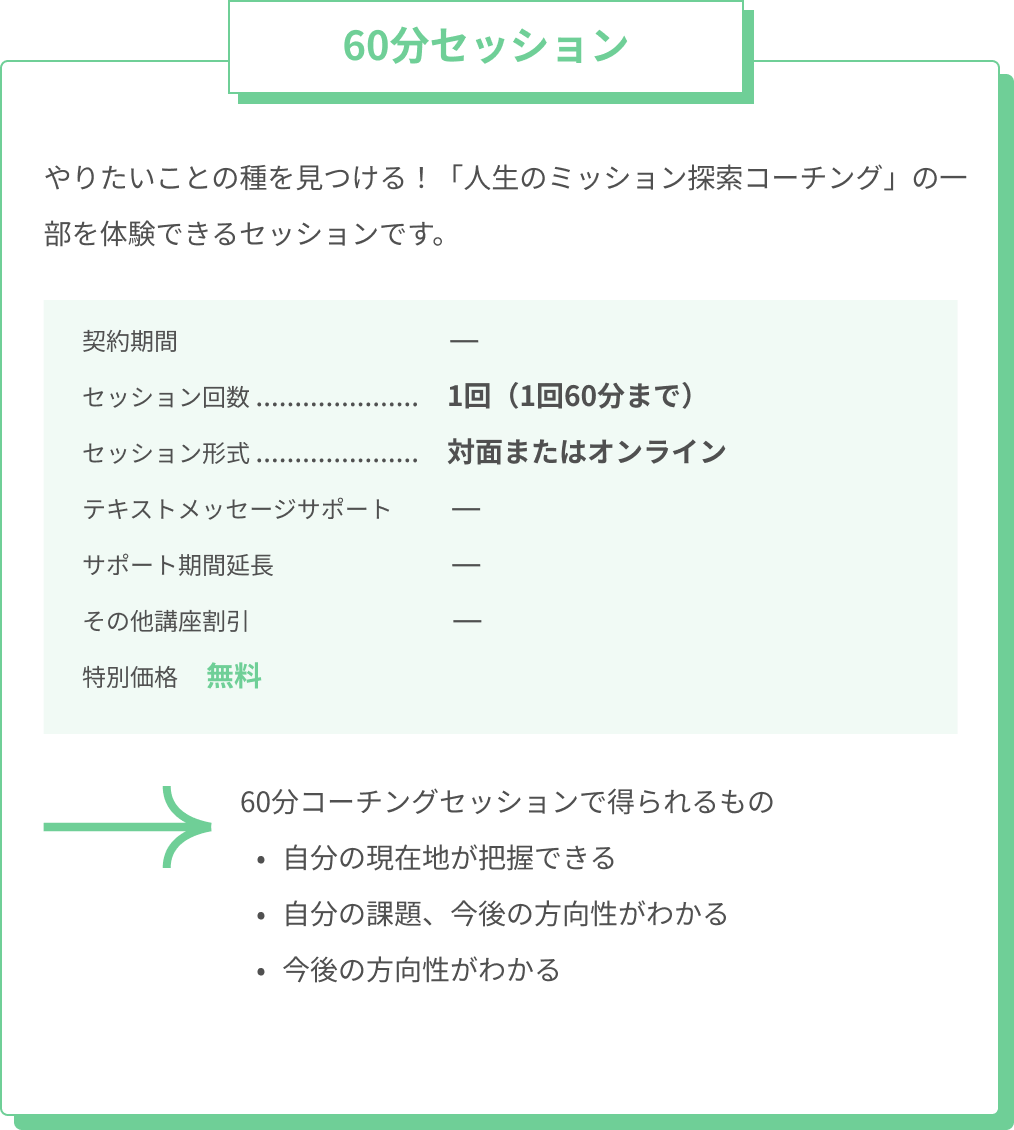 60分セッション
やりたいことの種を見つける！「人生のミッション探索コーチング」の一
部を体験できるセッションです。
契約期間 —
セッション回数 ..................... 1回（1回60分まで）
セッション形式 ..................... 対面またはオンライン
テキストメッセージサポート —
サポート期間延長 —
その他講座割引 —
特別価格 無料
60分コーチングセッションで得られるもの
• 自分の現在地が把握できる
• 自分の課題、今後の方向性がわかる
• 今後の方向性がわかる